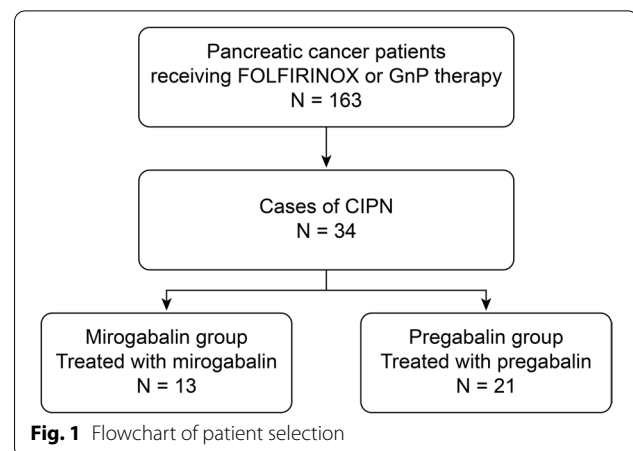 Pancreatic cancer patients
receiving FOLFIRINOX or GnP therapy
N = 163
Cases of CIPN
N = 34
Mirogabalin group
Treated with mirogabalin
N = 13
Pregabalin group
Treated with pregabalin
N = 21
Fig. 1 Flowchart of patient selection